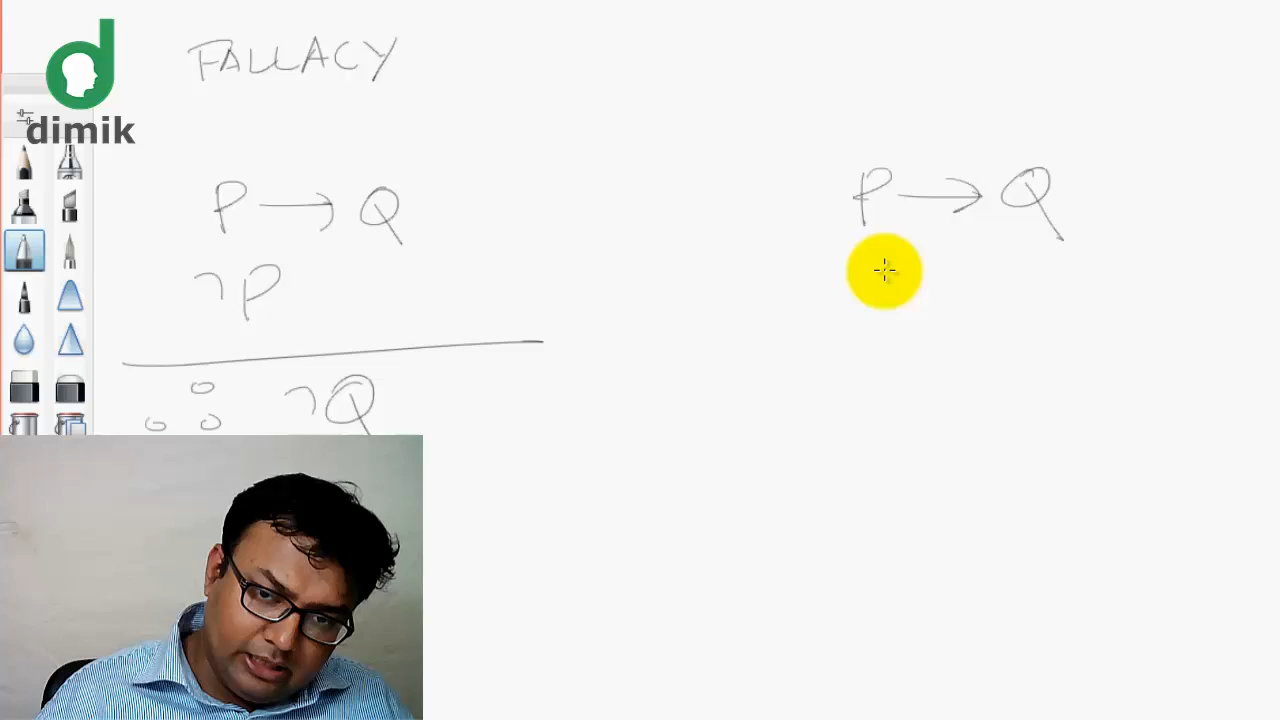 dimik
FALLACY
P → Q
¬P
∴ ¬Q
P → Q